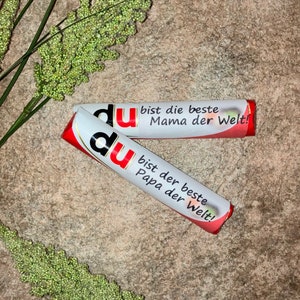 du bist die beste
Mama der Welt!
du bist der beste
Papa der Welt!